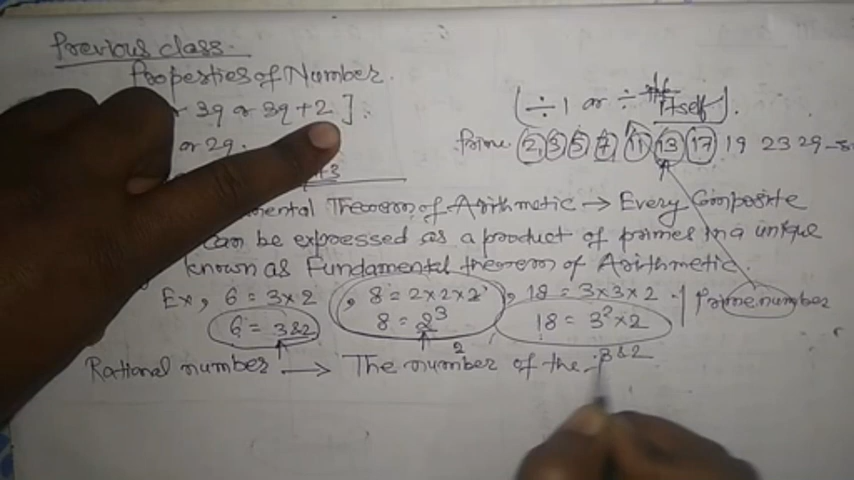 Previous class.
Properties of Number.
3q or 3q+2].
or 2q.
+3
(÷1 or ÷ Itself).
Prime 2, 3 5 7 11 13 17 19 23 29
Theorem of Arithmetic → Every Composite
can be expressed as a product of primes in a unique
known as Fundamental theorem of Arithmetic.
Ex, 6 = 3×2, 8 = 2×2×2, 18 = 3×3×2. | Prime number
6 = 3&2 8 = 2³ 18 = 3²×2
2 3&2
Rational number → The number of the